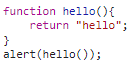 function hello(){
    return "hello";
}
alert(hello());